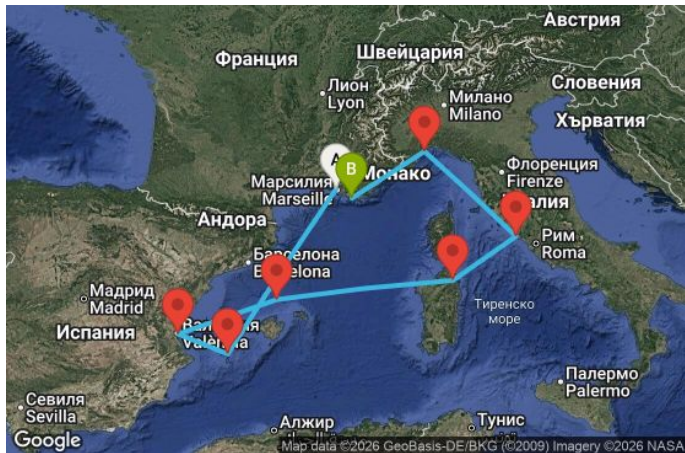 Австрия
Франция
Швейцария
Словения
Лион
Lyon
Милано
Milano
Хърватия
A
B
Монако
Марсилия
Marseille
Флоренция
Firenze
Андора
Рим
Roma
Барселона
Мадрид
Madrid
Тиренско
море
Испания
València
Палермо
Palermo
Севиля
Sevilla
Алжир
Тунис
Google
Map data ©2026 GeoBasis-DE/BKG (©2009) Imagery ©2026 NASA